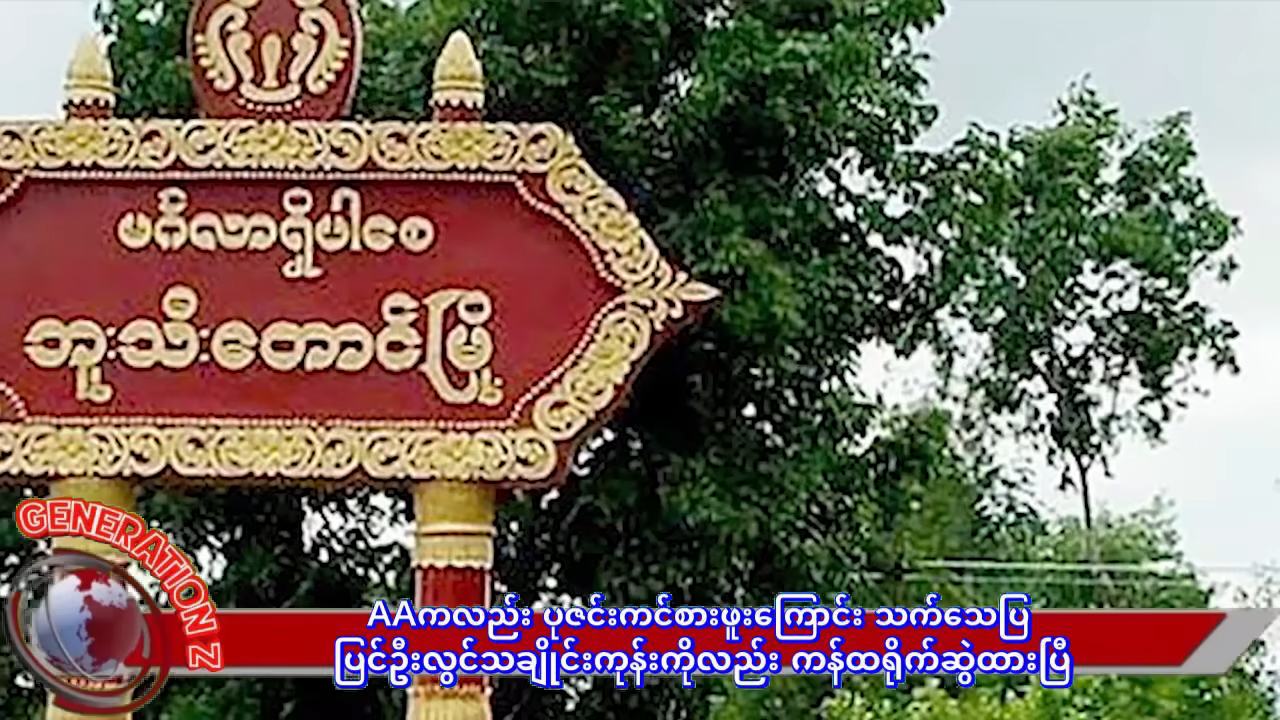 မင်္ဂလာရှိပါစေ
ဘူးသီးတောင်မြို့
GENERATION Z
AAကလည်း ပုဇင်းကင်စားဖူးကြောင်း သက်သေပြ
ပြင်ဦးလွင်သချိုင်းကုန်းကိုလည်း ကန်ထရိုက်ဆွဲထားပြီ